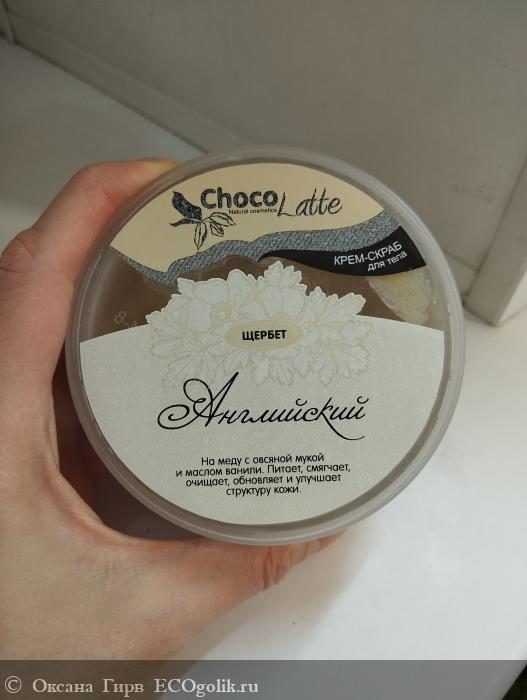 Choco Latte
Natural cosmetics
КРЕМ-СКРАБ
для тела
ЩЕРБЕТ
Английский
На меду с овсяной мукой
и маслом ванили. Питает, смягчает,
очищает, обновляет и улучшает
структуру кожи.
© Оксана Гирв ECOgolik.ru